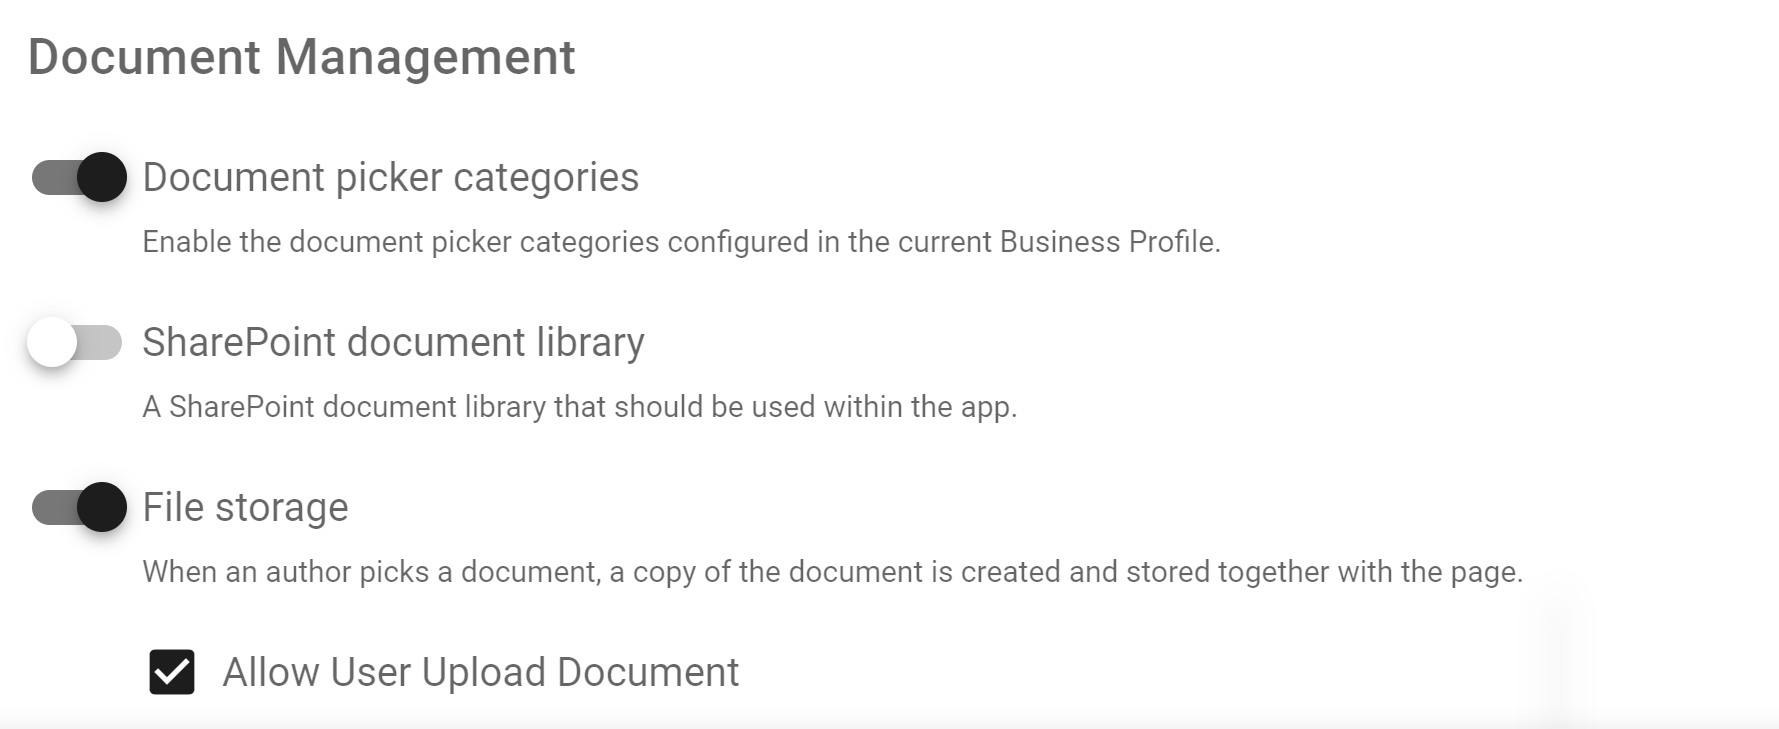 Document Management
Document picker categories
Enable the document picker categories configured in the current Business Profile.
SharePoint document library
A SharePoint document library that should be used within the app.
File storage
When an author picks a document, a copy of the document is created and stored together with the page.
Allow User Upload Document